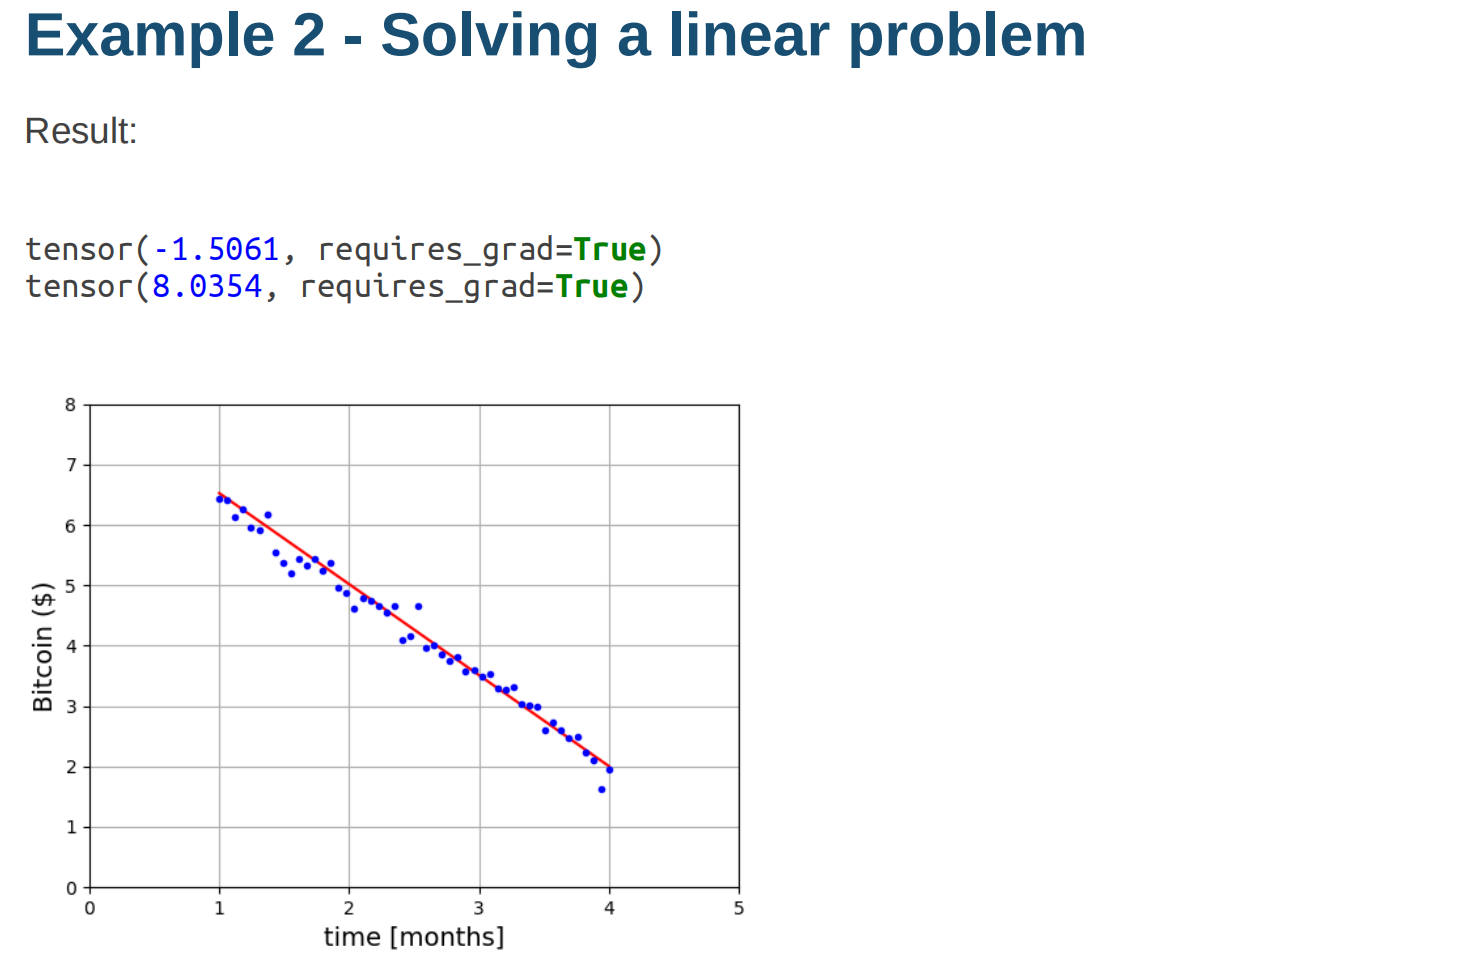 Example 2 - Solving a linear problem
Result:
tensor(-1.5061, requires_grad=True)
tensor(8.0354, requires_grad=True)
8
7
6
5
4
3
2
1
0
Bitcoin ($)
0 1 2 3 4 5
time [months]